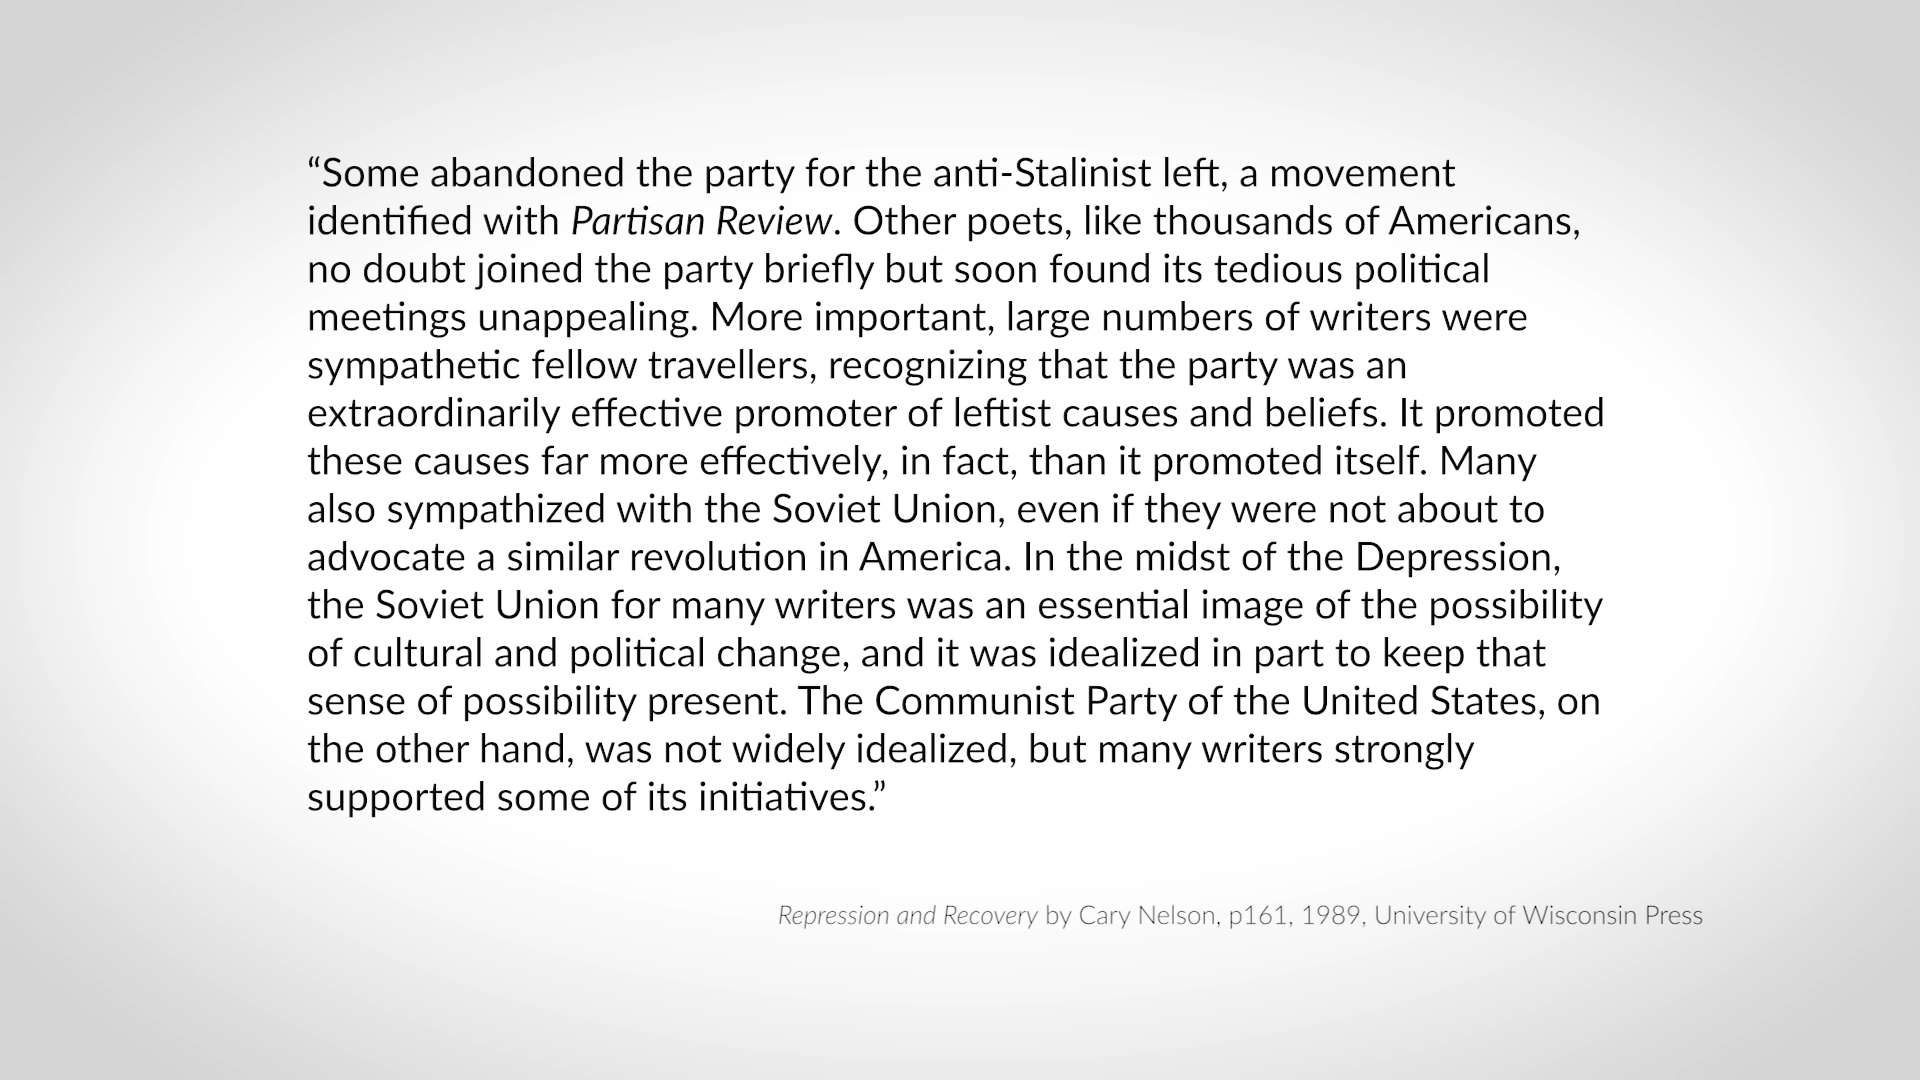 “Some abandoned the party for the anti-Stalinist left, a movement
identified with Partisan Review. Other poets, like thousands of Americans,
no doubt joined the party briefly but soon found its tedious political
meetings unappealing. More important, large numbers of writers were
sympathetic fellow travellers, recognizing that the party was an
extraordinarily effective promoter of leftist causes and beliefs. It promoted
these causes far more effectively, in fact, than it promoted itself. Many
also sympathized with the Soviet Union, even if they were not about to
advocate a similar revolution in America. In the midst of the Depression,
the Soviet Union for many writers was an essential image of the possibility
of cultural and political change, and it was idealized in part to keep that
sense of possibility present. The Communist Party of the United States, on
the other hand, was not widely idealized, but many writers strongly
supported some of its initiatives.”
Repression and Recovery by Cary Nelson, p161, 1989, University of Wisconsin Press